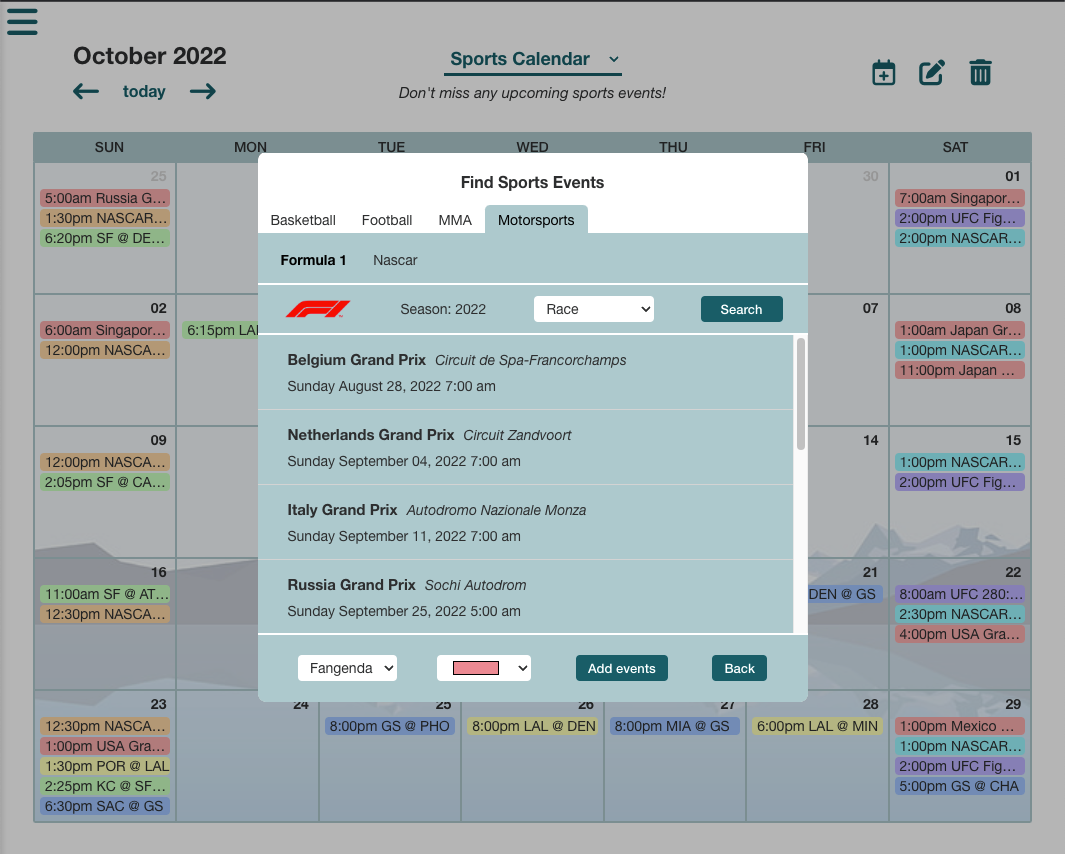 October 2022
today
Sports Calendar
Don't miss any upcoming sports events!
SUN MON TUE WED THU FRI SAT
25 30 01
5:00am Russia G...
1:30pm NASCAR...
6:20pm SF @ DE...
7:00am Singapor...
2:00pm UFC Fig...
2:00pm NASCAR...
02 07 08
6:00am Singapor...
12:00pm NASCA...
6:15pm LA
1:00am Japan Gr...
1:00pm NASCAR...
11:00pm Japan ...
09 14 15
12:00pm NASCA...
2:05pm SF @ CA...
1:00pm NASCAR...
2:00pm UFC Fig...
16 21 22
11:00am SF @ AT...
12:30pm NASCA...
DEN @ GS
8:00am UFC 280:...
2:30pm NASCAR...
4:00pm USA Gra...
23 24 25 26 27 28 29
12:30pm NASCA...
1:00pm USA Gra...
1:30pm POR @ LAL
2:25pm KC @ SF...
6:30pm SAC @ GS
8:00pm GS @ PHO
8:00pm LAL @ DEN
8:00pm MIA @ GS
6:00pm LAL @ MIN
1:00pm Mexico ...
1:00pm NASCAR...
2:00pm UFC Fig...
5:00pm GS @ CHA
Find Sports Events
Basketball Football MMA Motorsports
Formula 1 Nascar
F1 Season: 2022 Race Search
Belgium Grand Prix Circuit de Spa-Francorchamps
Sunday August 28, 2022 7:00 am
Netherlands Grand Prix Circuit Zandvoort
Sunday September 04, 2022 7:00 am
Italy Grand Prix Autodromo Nazionale Monza
Sunday September 11, 2022 7:00 am
Russia Grand Prix Sochi Autodrom
Sunday September 25, 2022 5:00 am
Fangenda Add events Back